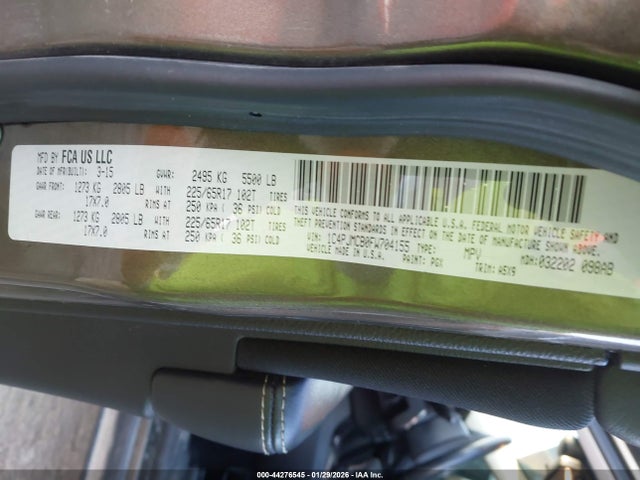 MFD BY FCA US LLC
DATE OF MFR(BUILT): 3-15 GVWR: 2495 KG 5500 LB
GAWR FRONT: 1273 KG 2805 LB WITH 225/65R17 102T TIRES
17X7.0 RIMS AT 250 KPA ( 36 PSI) COLD
GAWR REAR: 1273 KG 2805 LB WITH 225/65R17 102T TIRES
17X7.0 RIMS AT 250 KPA ( 36 PSI) COLD
THIS VEHICLE CONFORMS TO ALL APPLICABLE U.S.A. FEDERAL MOTOR VEHICLE SAFETY AND
THEFT PREVENTION STANDARDS IN EFFECT ON THE DATE OF MANUFACTURE SHOWN ABOVE.
VIN: 1C4PJMCB0FW704155 TYPE: MPV MDH: 032202 098AB
VEHICLE MADE IN U.S.A. PAINT: PGX TRIM: A5X9
000-44276545 - 01/29/2026 - IAA Inc.